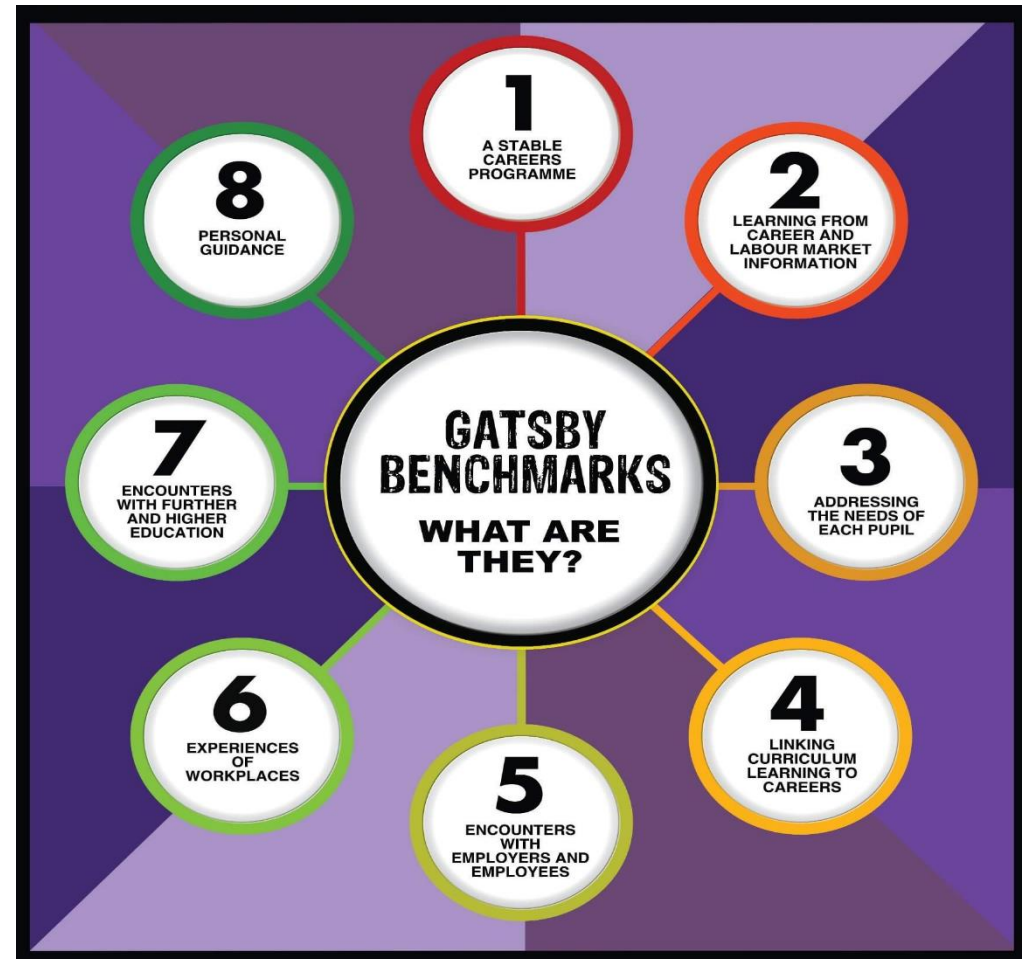 GATSBY
BENCHMARKS
WHAT ARE
THEY?
1
A STABLE
CAREERS
PROGRAMME
2
LEARNING FROM
CAREER AND
LABOUR MARKET
INFORMATION
3
ADDRESSING
THE NEEDS OF
EACH PUPIL
4
LINKING
CURRICULUM
LEARNING TO
CAREERS
5
ENCOUNTERS
WITH
EMPLOYERS AND
EMPLOYEES
6
EXPERIENCES
OF
WORKPLACES
7
ENCOUNTERS
WITH FURTHER
AND HIGHER
EDUCATION
8
PERSONAL
GUIDANCE